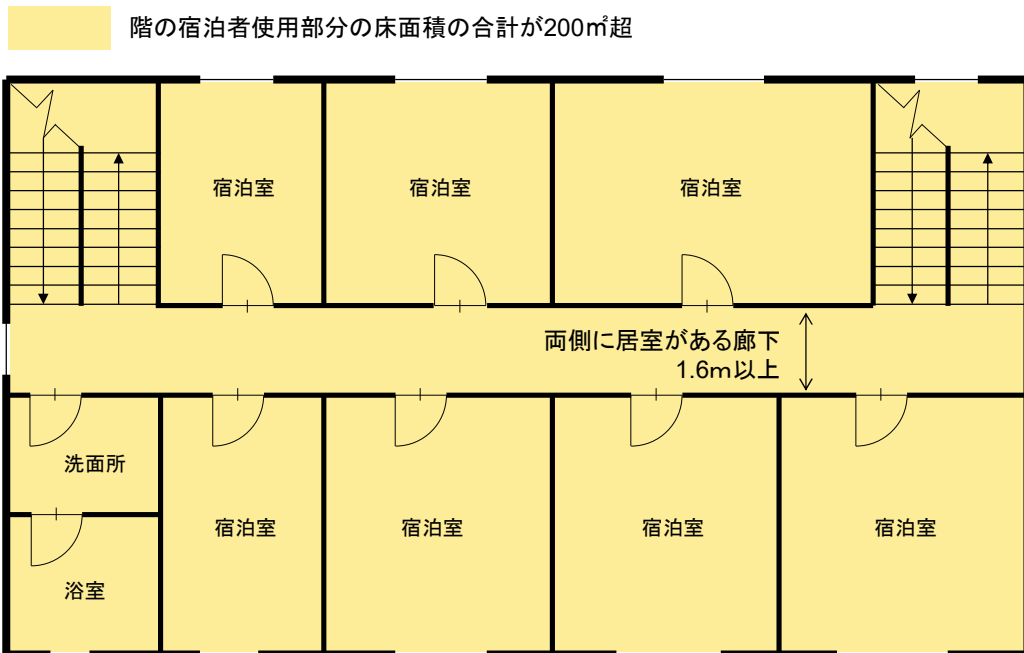 階の宿泊者使用部分の床面積の合計が200㎡超
宿泊室
宿泊室
宿泊室
両側に居室がある廊下
1.6m以上
洗面所
宿泊室
宿泊室
宿泊室
宿泊室
浴室